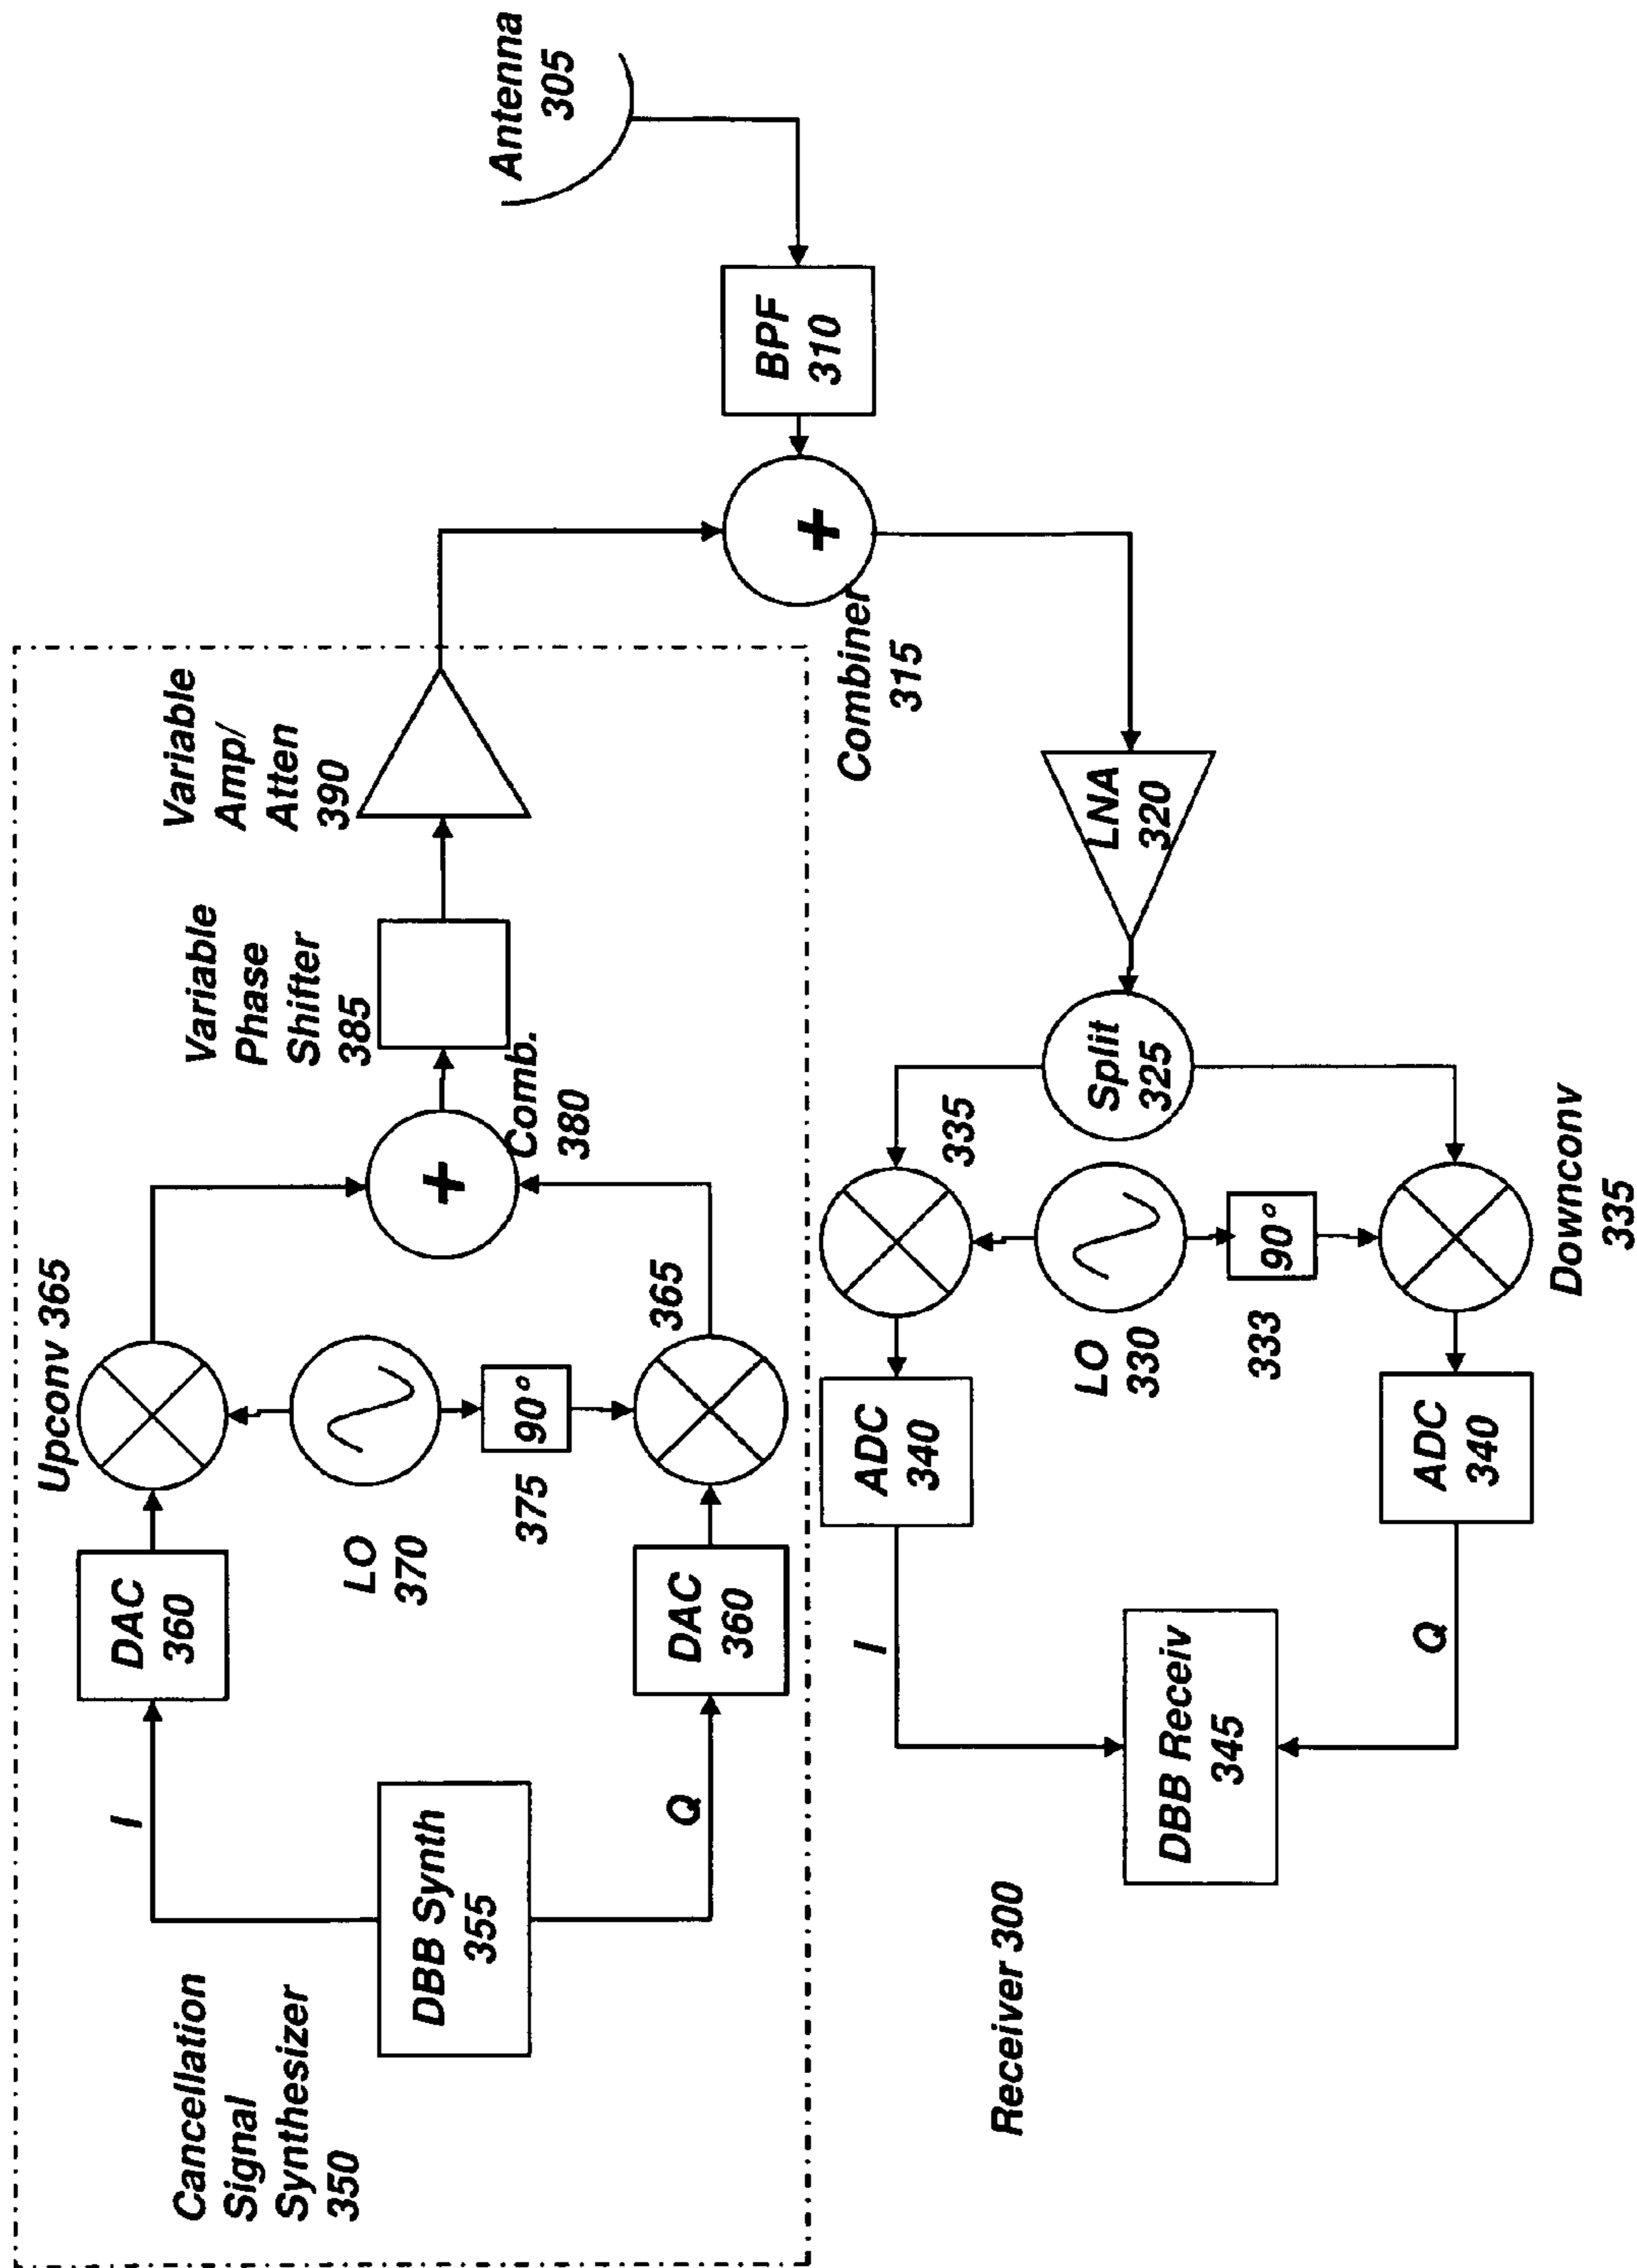 Cancellation
Signal
Synthesizer
350
DBB Synth
355
I
Q
DAC
360
DAC
360
Upconv 365
LO
370
375
90°
365
+
Comb.
380
Variable
Phase
Shifter
385
Variable
Amp/
Atten
390
Antenna
305
BPF
310
+
Combiner
315
LNA
320
Split
325
335
LO
330
333
90°
Downconv
335
ADC
340
ADC
340
I
Q
DBB Receiv
345
Receiver 300